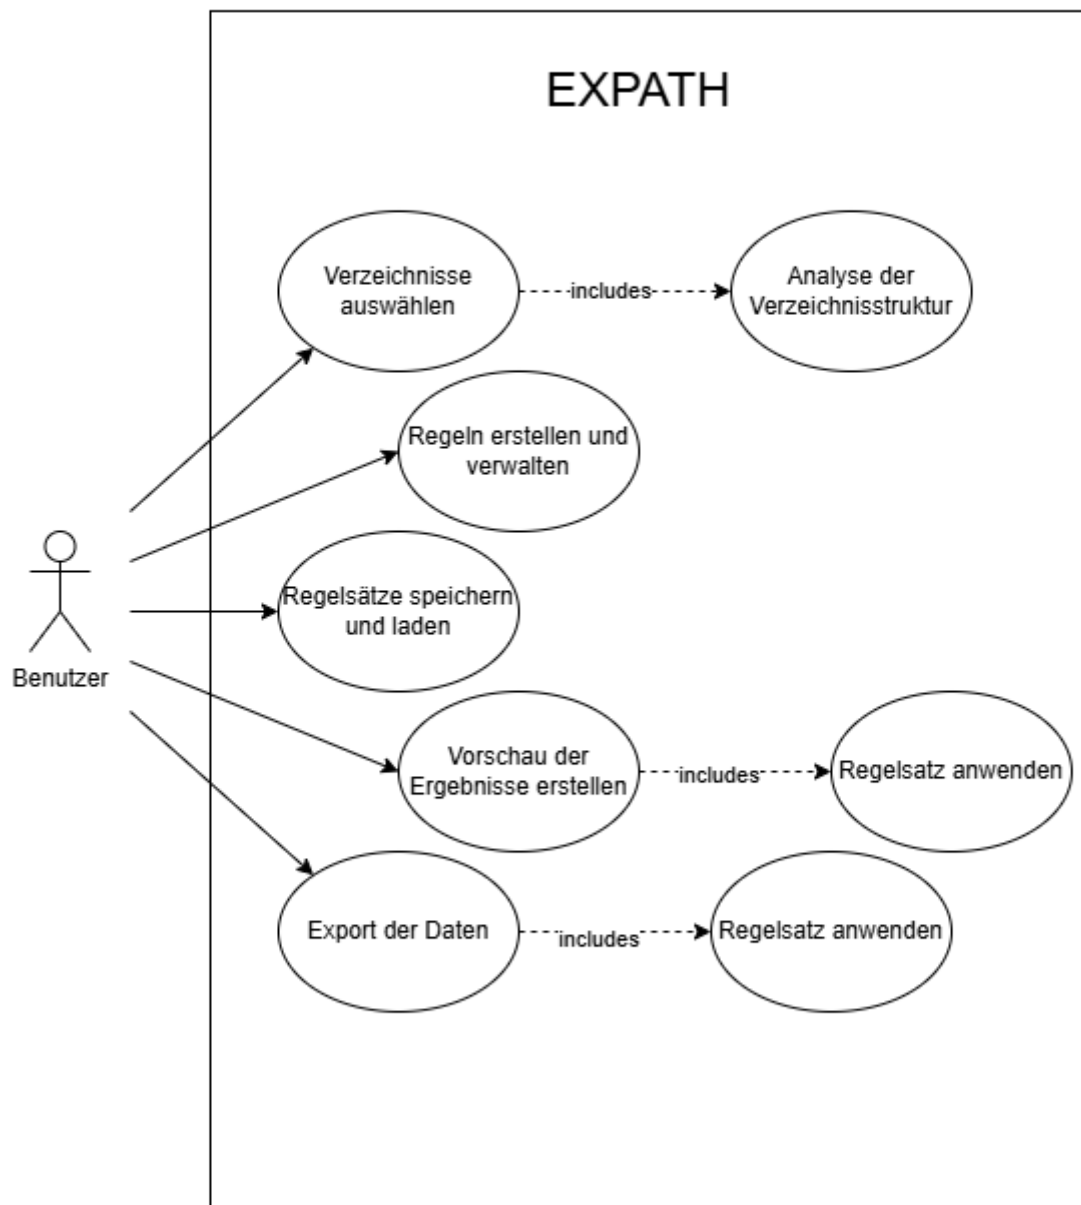 EXPATH
Verzeichnisse
auswählen
includes
Analyse der
Verzeichnisstruktur
Regeln erstellen und
verwalten
Regelsätze speichern
und laden
Benutzer
Vorschau der
Ergebnisse erstellen
includes
Regelsatz anwenden
Export der Daten
includes
Regelsatz anwenden